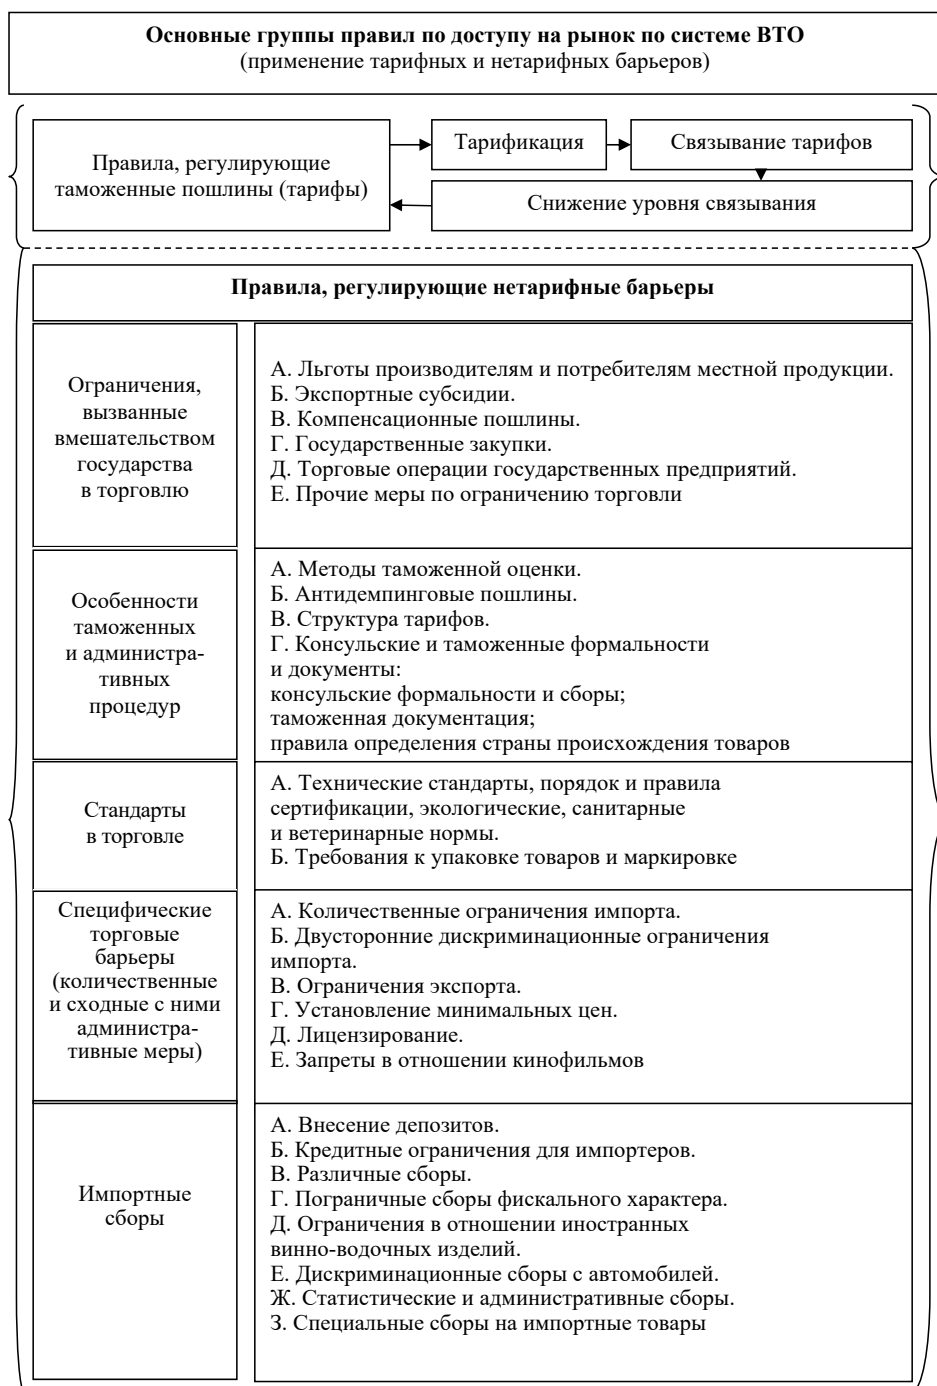 Основные группы правил по доступу на рынок по системе ВТО
(применение тарифных и нетарифных барьеров)
Правила, регулирующие
таможенные пошлины (тарифы)
Тарификация
Связывание тарифов
Снижение уровня связывания
Правила, регулирующие нетарифные барьеры
Ограничения,
вызванные
вмешательством
государства
в торговлю
А. Льготы производителям и потребителям местной продукции.
Б. Экспортные субсидии.
В. Компенсационные пошлины.
Г. Государственные закупки.
Д. Торговые операции государственных предприятий.
Е. Прочие меры по ограничению торговли
Особенности
таможенных
и администра-
тивных
процедур
А. Методы таможенной оценки.
Б. Антидемпинговые пошлины.
В. Структура тарифов.
Г. Консульские и таможенные формальности
и документы:
консульские формальности и сборы;
таможенная документация;
правила определения страны происхождения товаров
Стандарты
в торговле
А. Технические стандарты, порядок и правила
сертификации, экологические, санитарные
и ветеринарные нормы.
Б. Требования к упаковке товаров и маркировке
Специфические
торговые
барьеры
(количественные
и сходные с ними
администра-
тивные меры)
А. Количественные ограничения импорта.
Б. Двусторонние дискриминационные ограничения
импорта.
В. Ограничения экспорта.
Г. Установление минимальных цен.
Д. Лицензирование.
Е. Запреты в отношении кинофильмов
Импортные
сборы
А. Внесение депозитов.
Б. Кредитные ограничения для импортеров.
В. Различные сборы.
Г. Пограничные сборы фискального характера.
Д. Ограничения в отношении иностранных
винно-водочных изделий.
Е. Дискриминационные сборы с автомобилей.
Ж. Статистические и административные сборы.
З. Специальные сборы на импортные товары